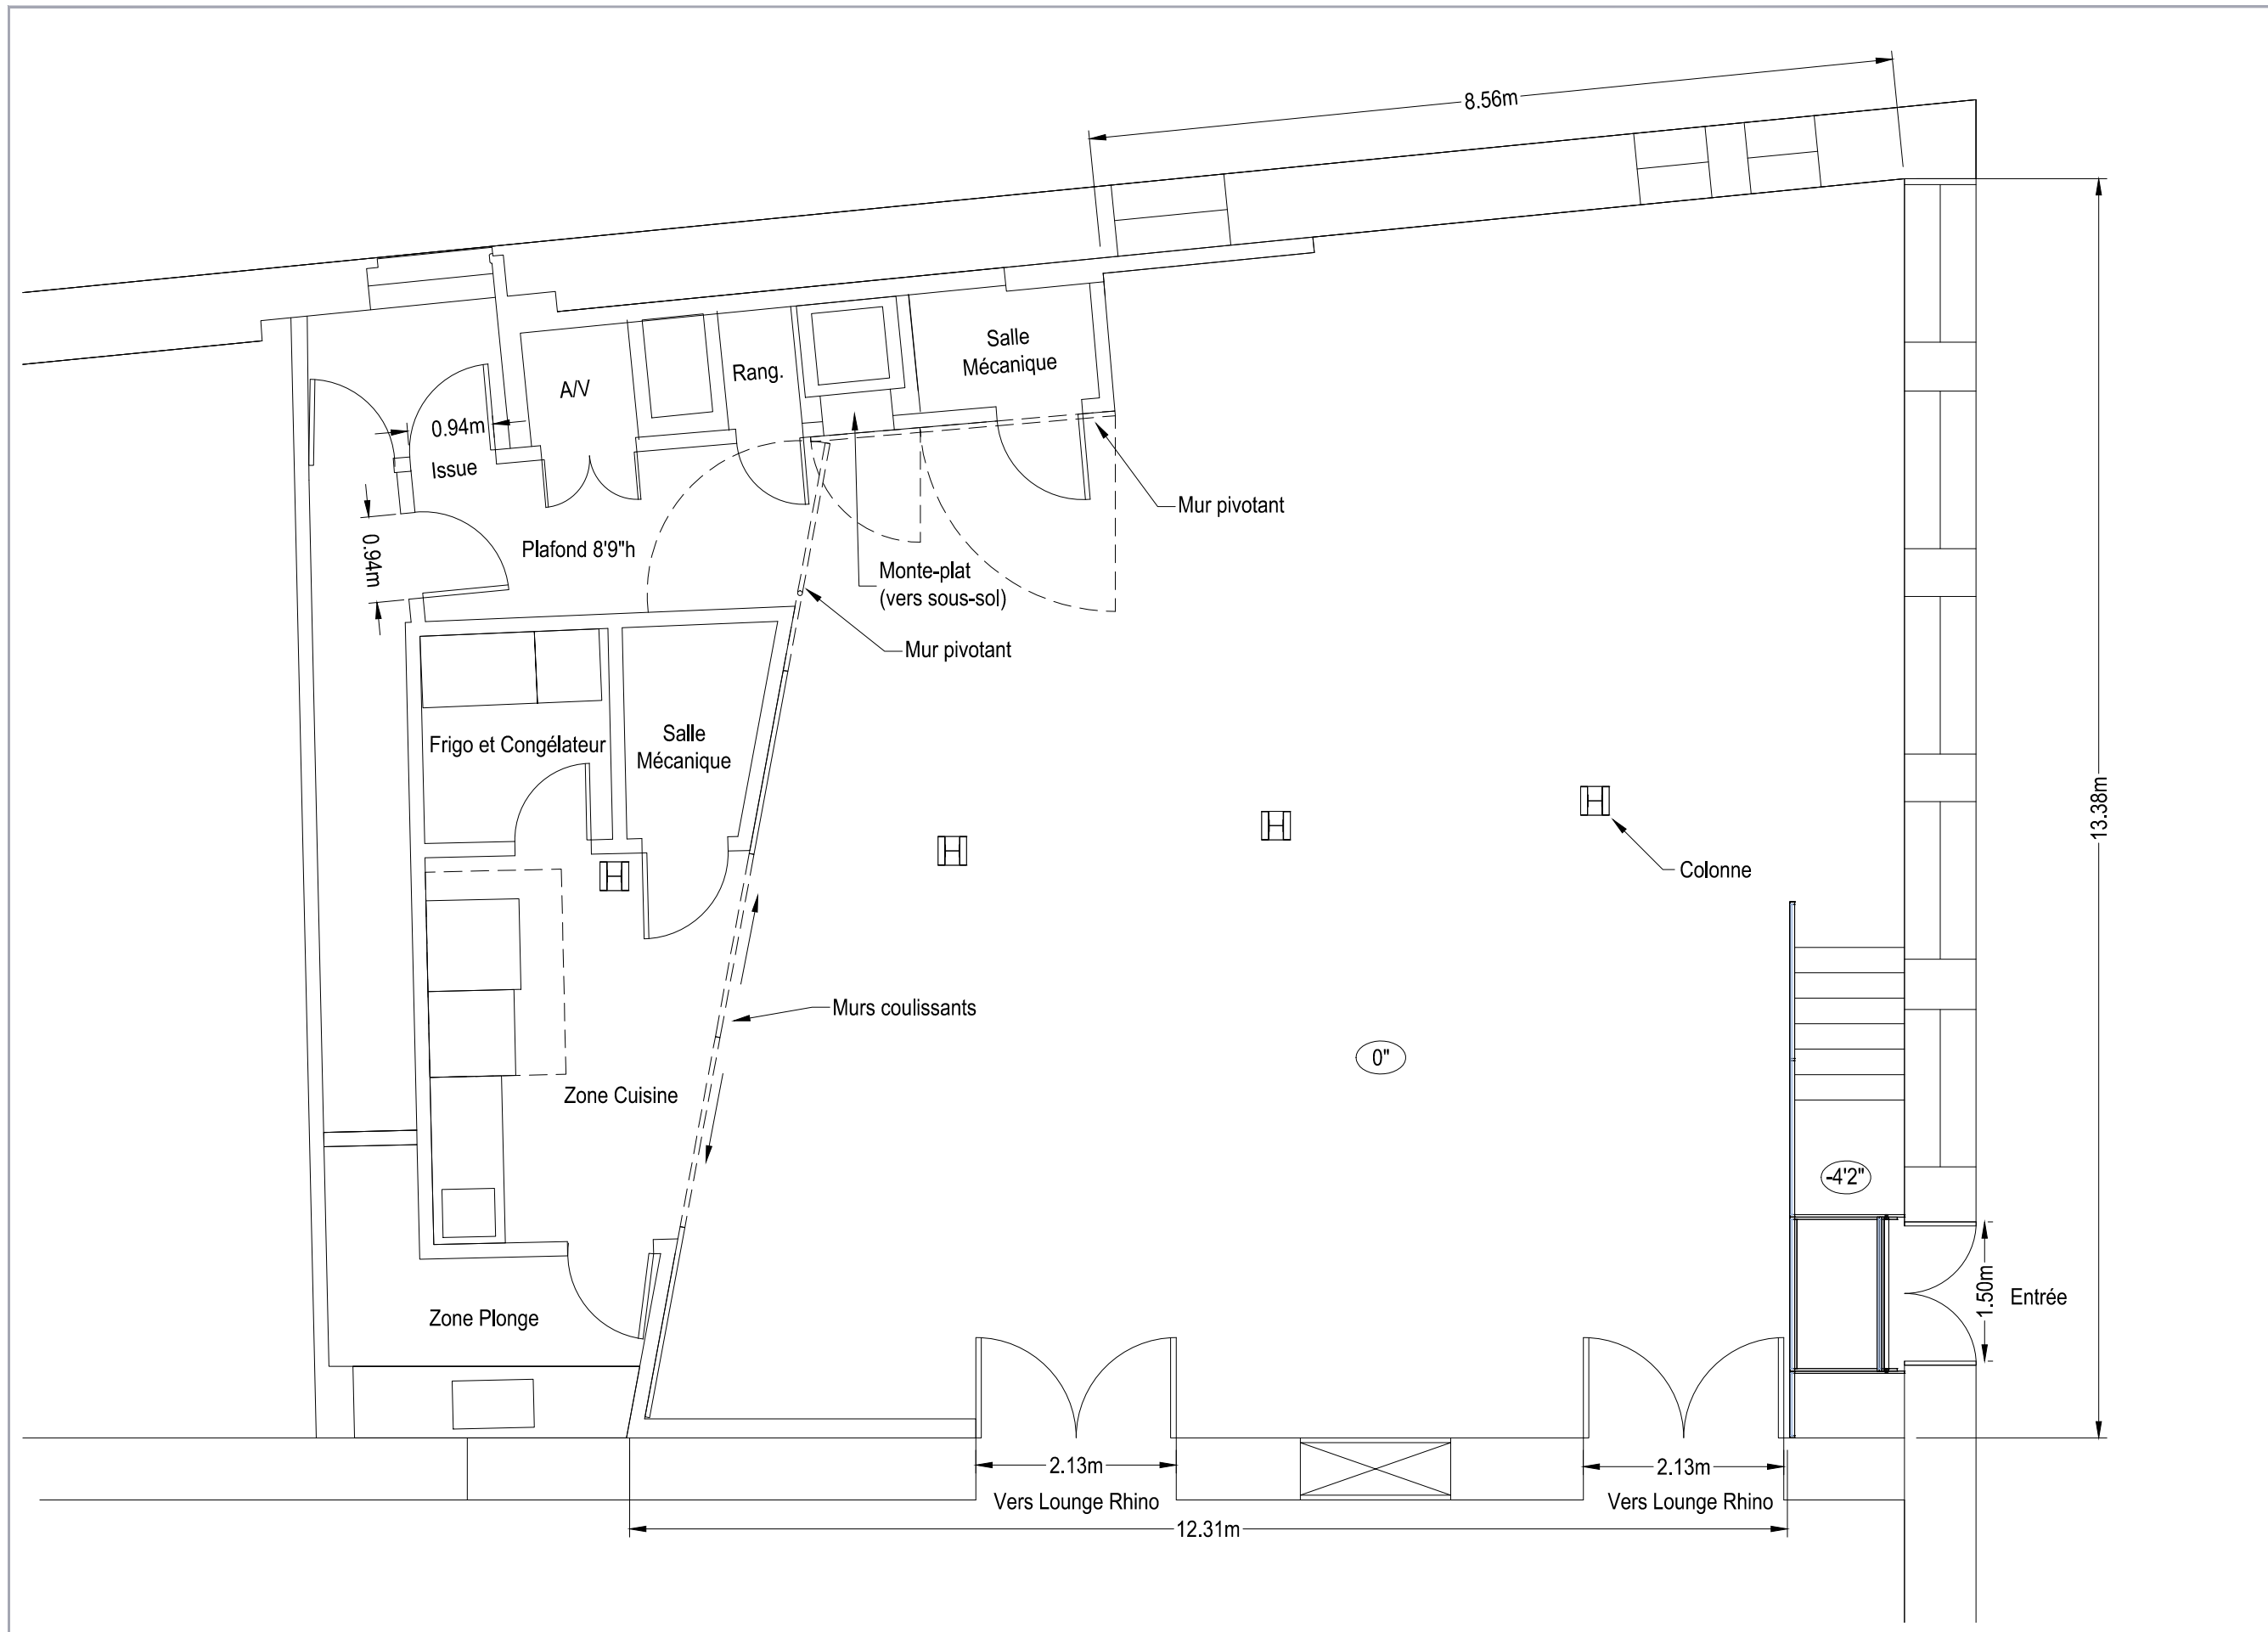 8.56m
Salle
Mécanique
Rang.
A/V
0.94m
Issue
Mur pivotant
0.94m
Plafond 8'9"h
Monte-plat
(vers sous-sol)
Mur pivotant
Frigo et Congélateur
Salle
Mécanique
13.38m
Colonne
Murs coulissants
0"
Zone Cuisine
-4'2"
1.50m
Entrée
Zone Plonge
2.13m
2.13m
Vers Lounge Rhino
Vers Lounge Rhino
12.31m